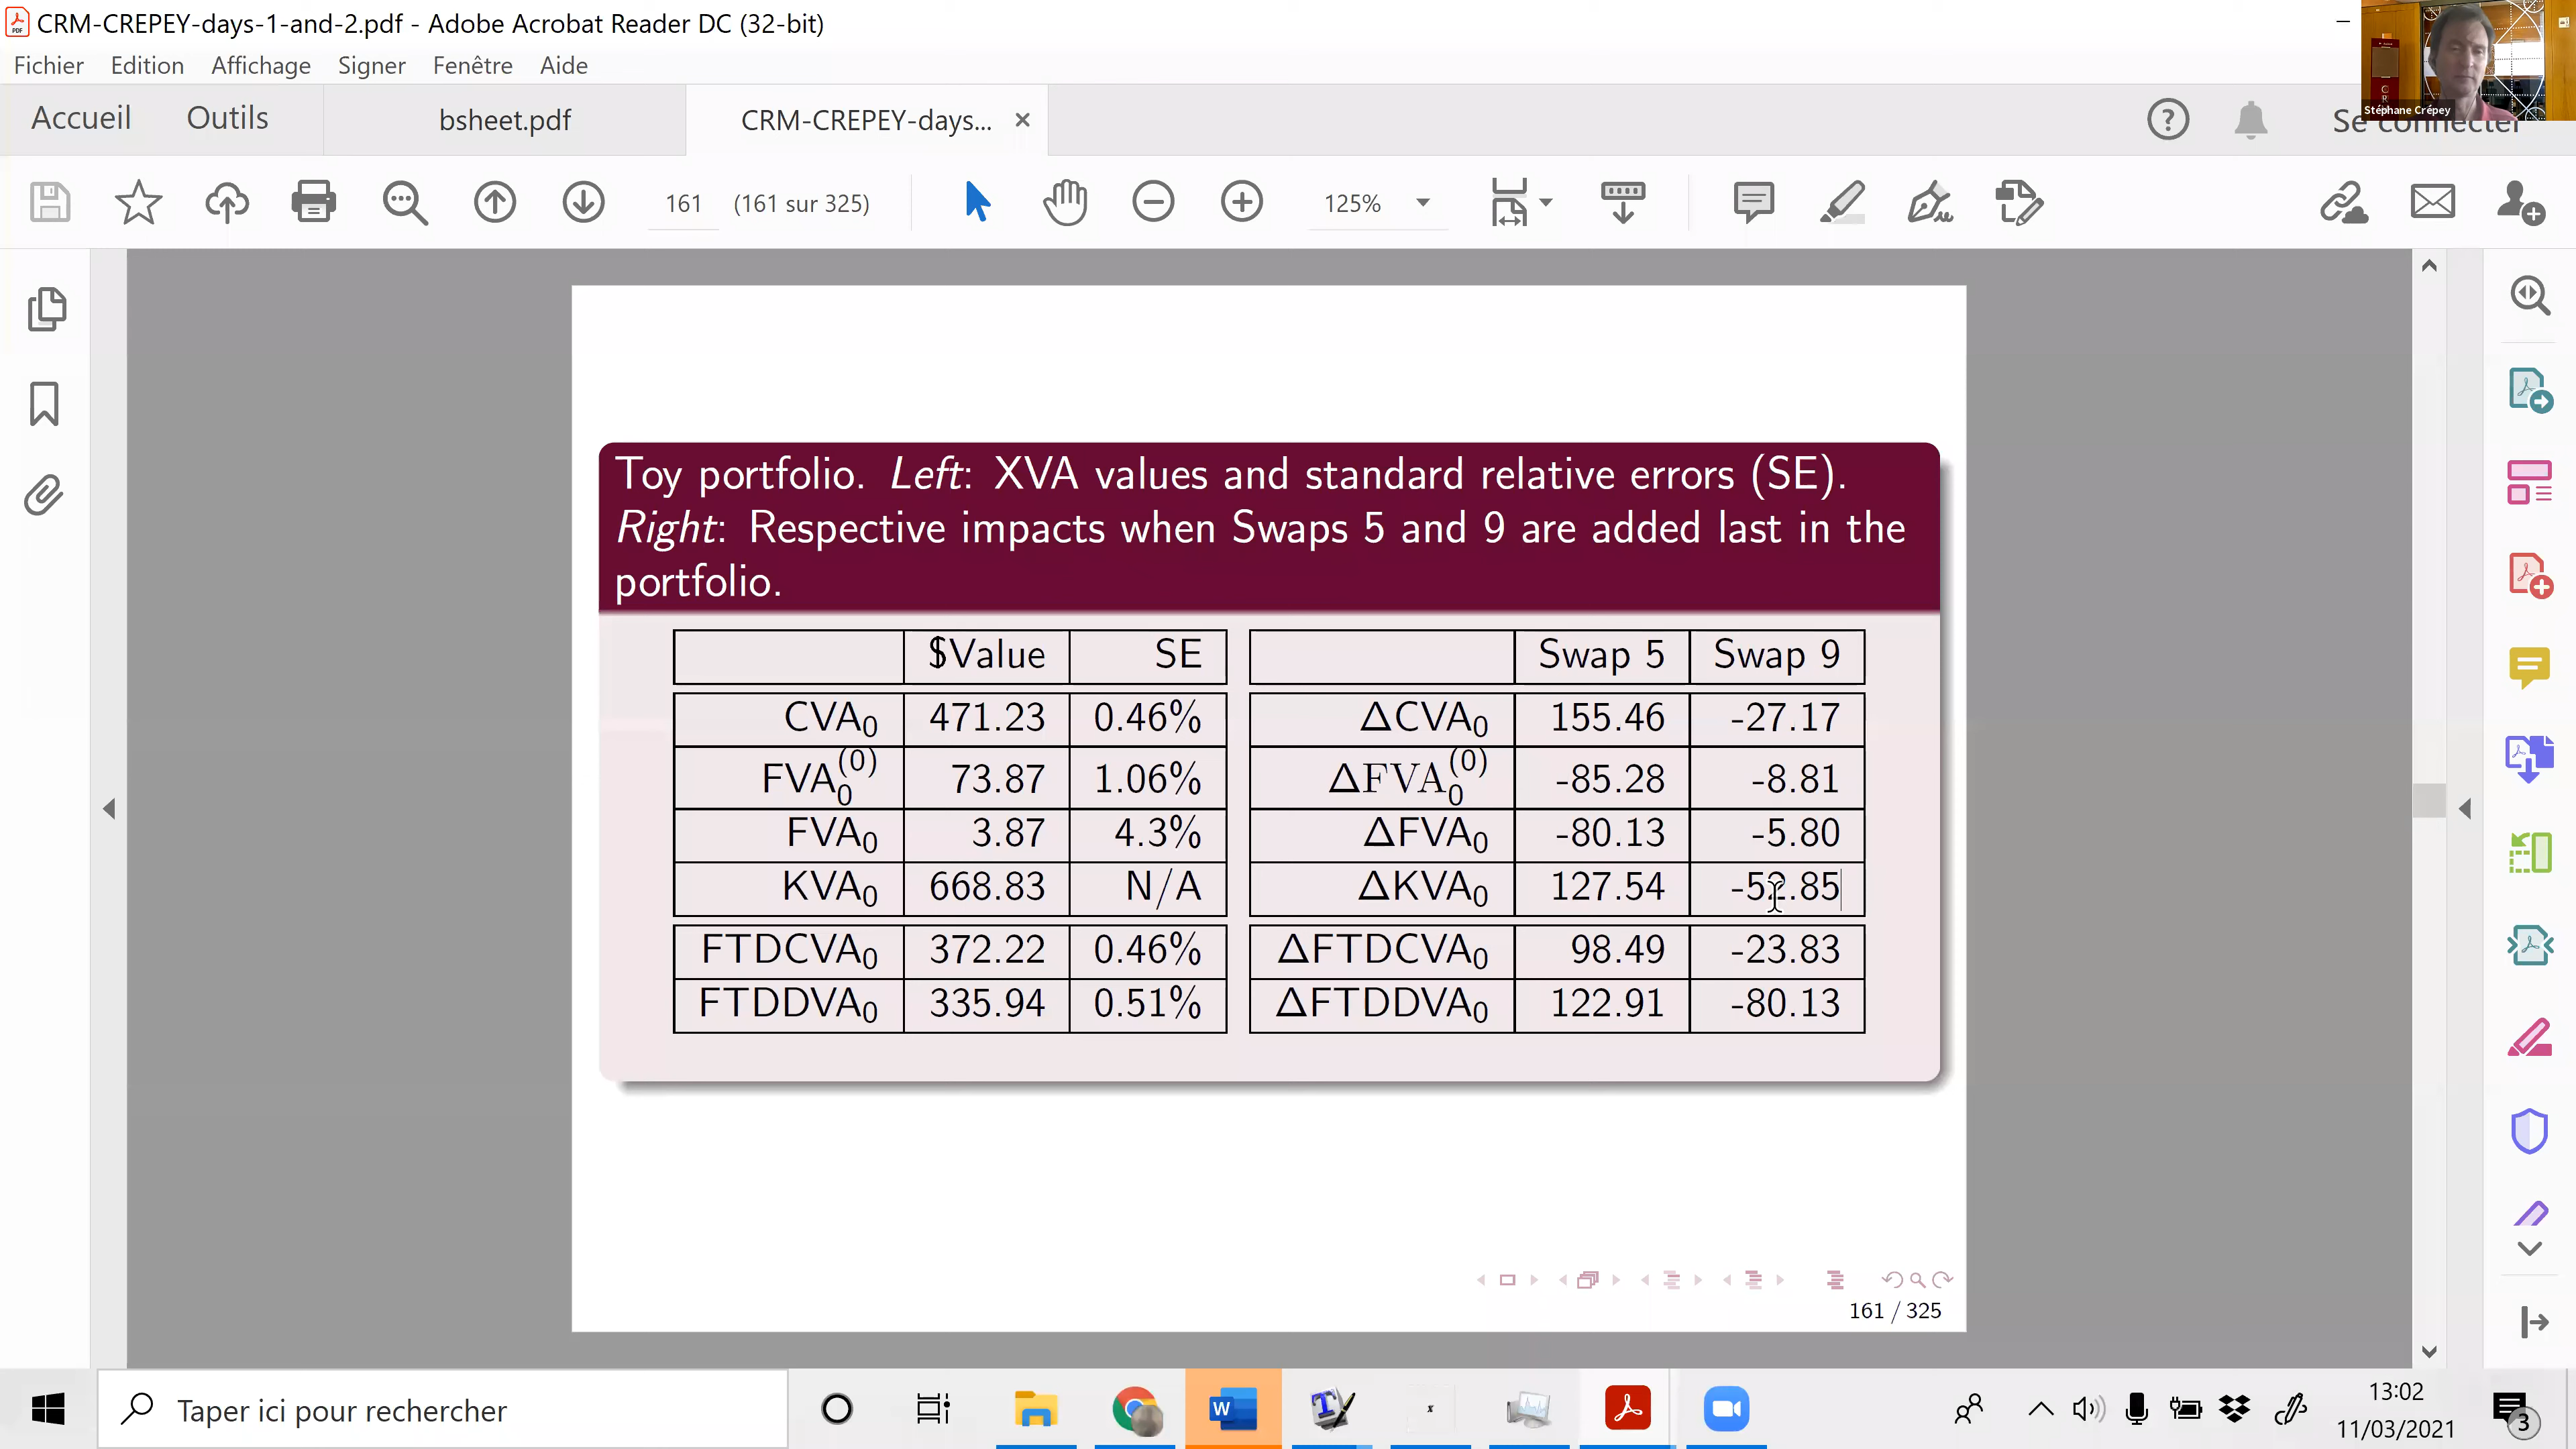 CRM-CREPEY-days-1-and-2.pdf - Adobe Acrobat Reader DC (32-bit)
Fichier Edition Affichage Signer Fenêtre Aide
Stéphane Crépey
Accueil Outils bsheet.pdf CRM-CREPEY-days... × Se connecter
161 (161 sur 325) 125%
Toy portfolio. Left: XVA values and standard relative errors (SE).
Right: Respective impacts when Swaps 5 and 9 are added last in the
portfolio.
$Value SE Swap 5 Swap 9
CVA₀ 471.23 0.46% ΔCVA₀ 155.46 -27.17
FVA₀⁽⁰⁾ 73.87 1.06% ΔFVA₀⁽⁰⁾ -85.28 -8.81
FVA₀ 3.87 4.3% ΔFVA₀ -80.13 -5.80
KVA₀ 668.83 N/A ΔKVA₀ 127.54 -52.85
FTDCVA₀ 372.22 0.46% ΔFTDCVA₀ 98.49 -23.83
FTDDVA₀ 335.94 0.51% ΔFTDDVA₀ 122.91 -80.13
161 / 325
Taper ici pour rechercher
13:02
11/03/2021
3